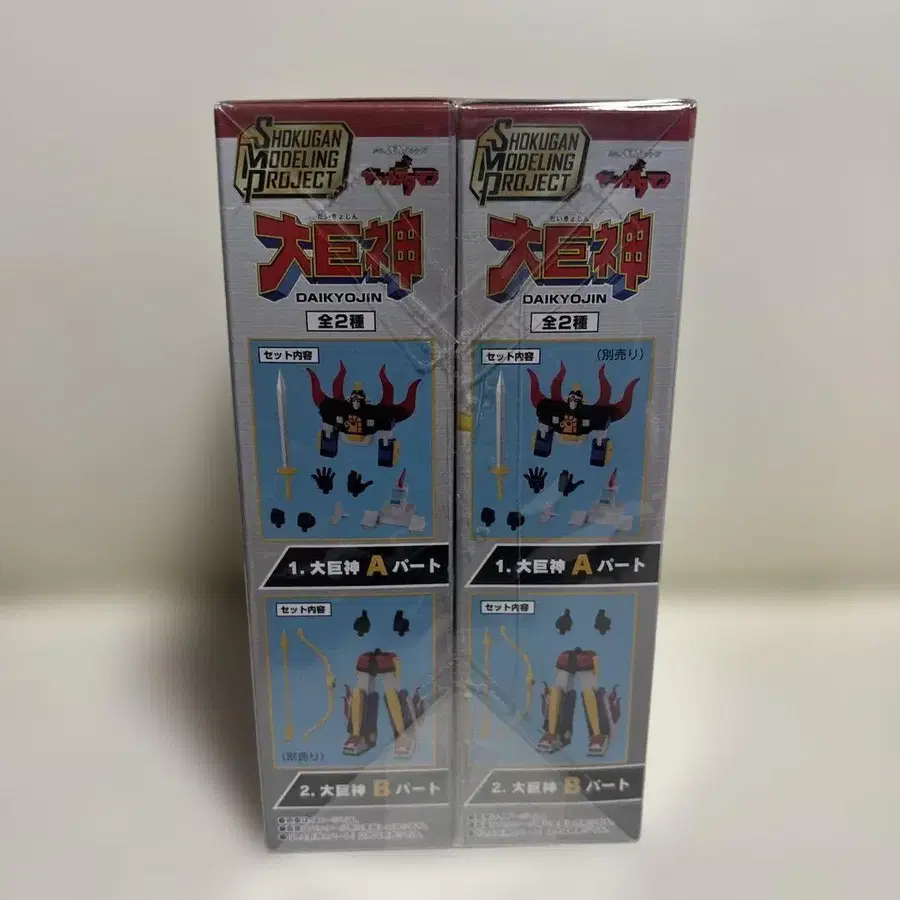 SHOKUGAN
MODELING
PROJECT
だいきょじん
大巨神
DAIKYOJIN
全2種
セット内容
1. 大巨神 A パート
セット内容
(別売り)
2. 大巨神 B パート
SHOKUGAN
MODELING
PROJECT
だいきょじん
大巨神
DAIKYOJIN
全2種
セット内容
(別売り)
1. 大巨神 A パート
セット内容
2. 大巨神 B パート